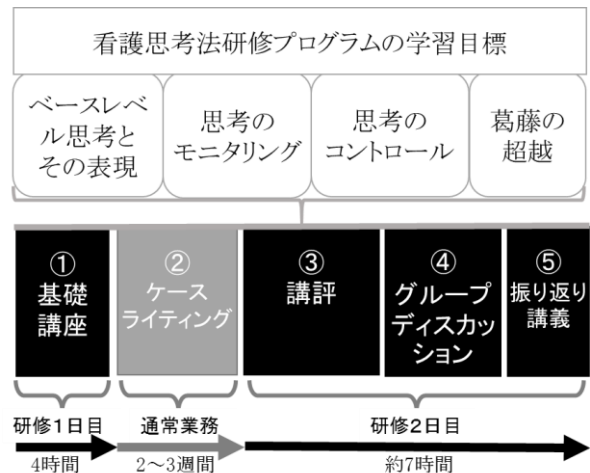 看護思考法研修プログラムの学習目標
ベースレベ
ル思考と
その表現
思考の
モニタリング
思考の
コントロール
葛藤の
超越
①
基礎
講座
②
ケース
ライティング
③
講評
④
グループ
ディスカッ
ション
⑤
振り返り
講義
研修1日目
通常業務
研修2日目
4時間
2～3週間
約7時間